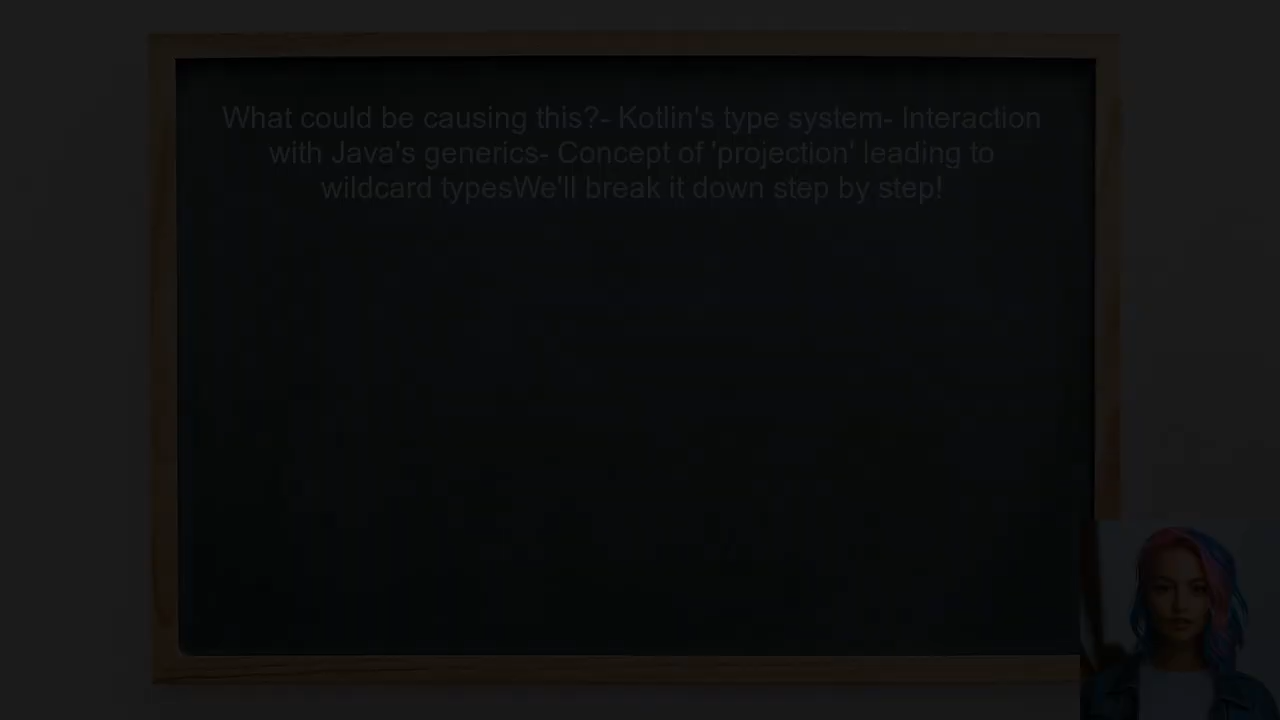 What could be causing this?- Kotlin's type system- Interaction
with Java's generics- Concept of 'projection' leading to
wildcard typesWe'll break it down step by step!